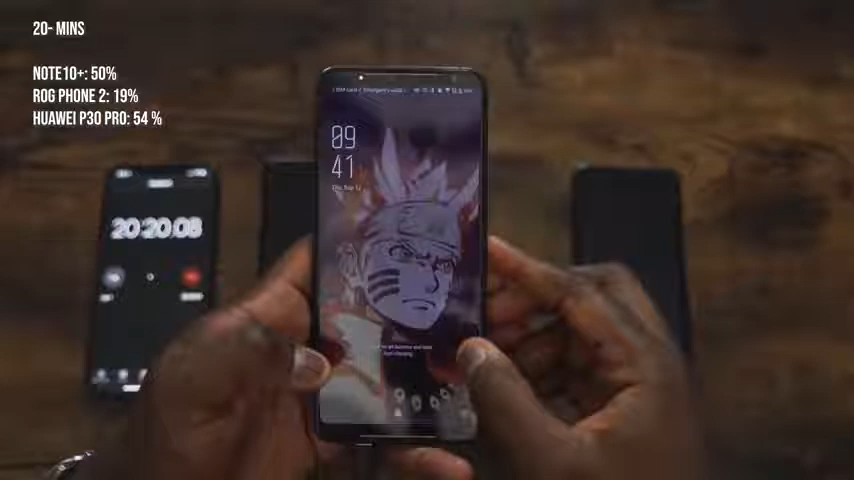 20- MINS
NOTE10+: 50%
ROG PHONE 2: 19%
HUAWEI P30 PRO: 54 %
09
41
20:20.08